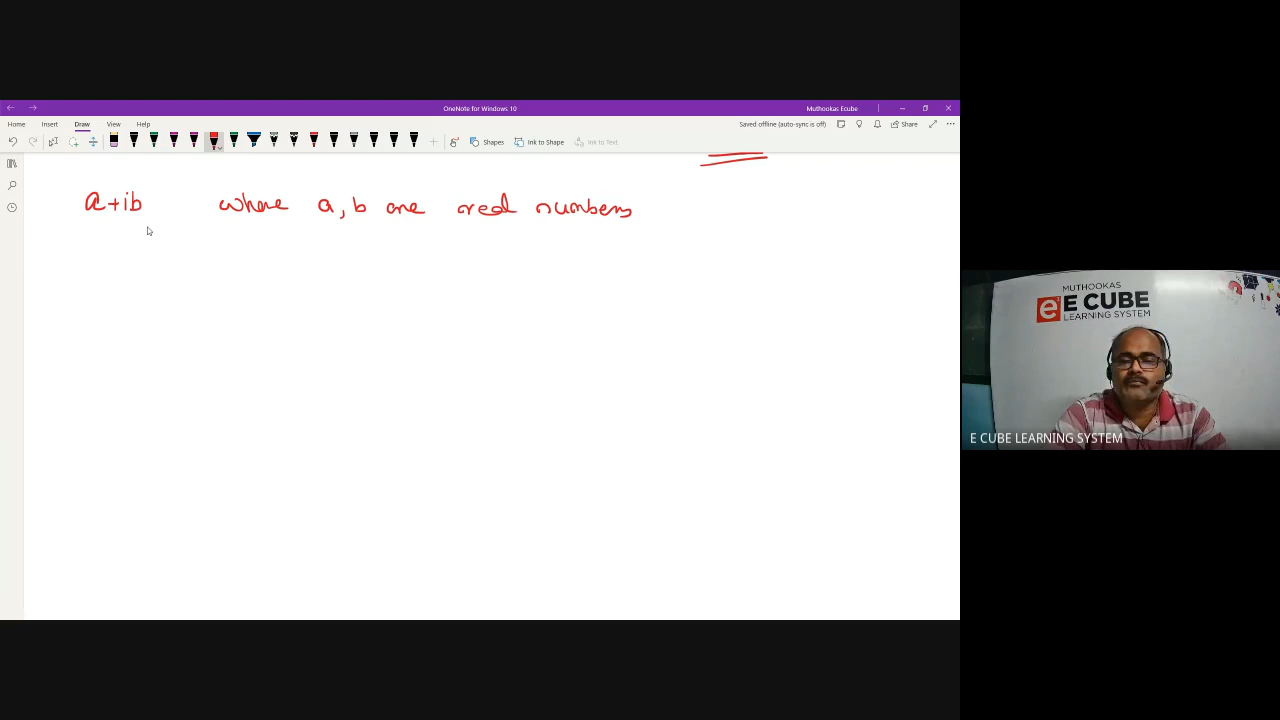 OneNote for Windows 10
Muthookas Ecube
Home Insert Draw View Help
Saved offline (auto-sync is off)
Share
Shapes
Ink to Shape
Ink to Text
a+ib where a, b are real numbers
MUTHOOKAS
e E CUBE
LEARNING SYSTEM
E CUBE LEARNING SYSTEM